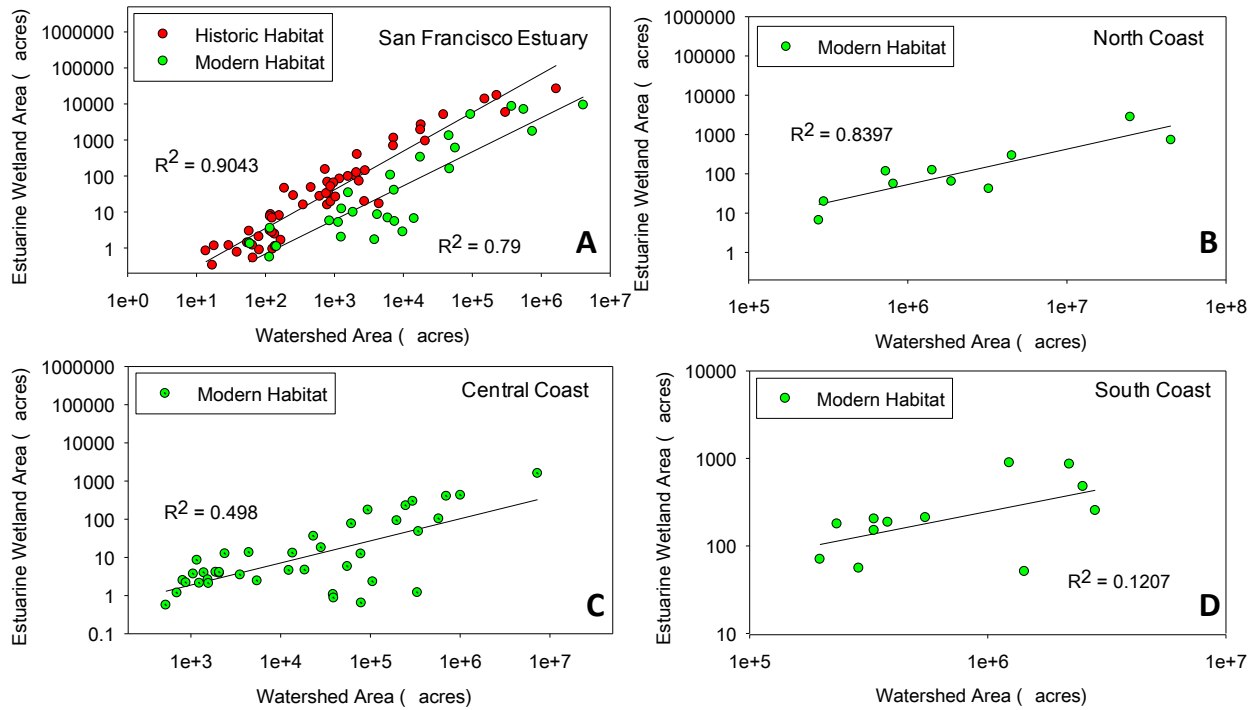 Estuarine Wetland Area ( acres)
Historic Habitat
Modern Habitat
San Francisco Estuary
1000000
100000
10000
1000
100
10
1
R2 = 0.9043
R2 = 0.79
A
1e+0 1e+1 1e+2 1e+3 1e+4 1e+5 1e+6 1e+7
Watershed Area ( acres)
Estuarine Wetland Area ( acres)
Modern Habitat
North Coast
1000000
100000
10000
1000
100
10
1
R2 = 0.8397
B
1e+5 1e+6 1e+7 1e+8
Watershed Area ( acres)
Estuarine Wetland Area ( acres)
Modern Habitat
Central Coast
1000000
100000
10000
1000
100
10
1
0.1
R2 = 0.498
C
1e+3 1e+4 1e+5 1e+6 1e+7
Watershed Area ( acres)
Estuarine Wetland Area ( acres)
Modern Habitat
South Coast
10000
1000
100
10
R2 = 0.1207
D
1e+5 1e+6 1e+7
Watershed Area ( acres)